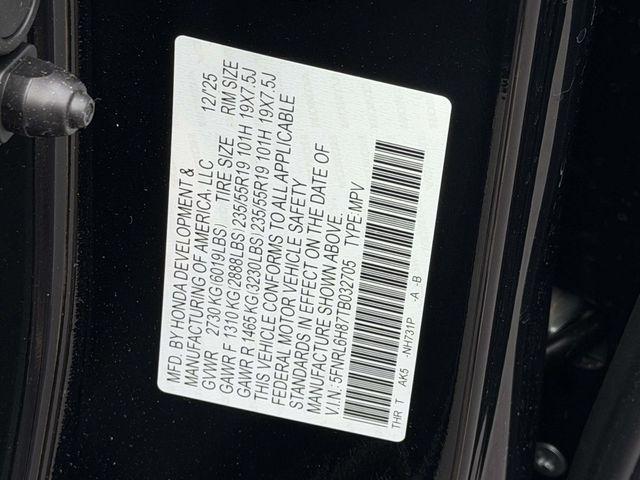 MFD. BY HONDA DEVELOPMENT &
MANUFACTURING OF AMERICA, LLC 12/'25
GVWR 2730 KG (6019LBS) TIRE SIZE RIM SIZE
GAWR F 1310 KG (2888LBS) 235/55R19 101H 19X7.5J
GAWR R 1465 KG (3230LBS) 235/55R19 101H 19X7.5J
THIS VEHICLE CONFORMS TO ALL APPLICABLE
FEDERAL MOTOR VEHICLE SAFETY
STANDARDS IN EFFECT ON THE DATE OF
MANUFACTURE SHOWN ABOVE.
V.I.N.:5FNRL6H87TB032705 TYPE:MPV
THR T AK5 -NH731P -A -B